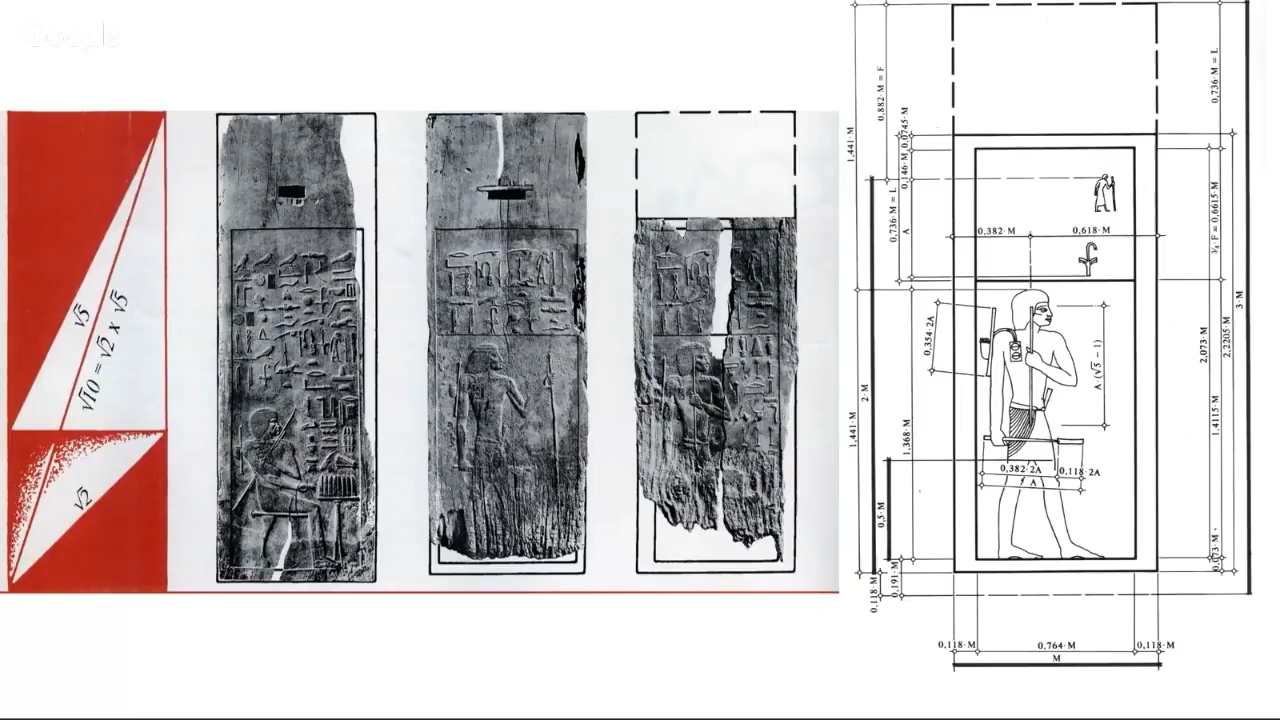 Google
√5
√10 = √2 x √5
√2
1,441·M
0,882·M = F
0,0745·M
0,146·M
0,736·M = L
A
0,736·M = L
¾·F = 0,6615·M
3·M
0,382·M
0,618·M
0,354·2A
A (√5 − 1)
2,073·M
2,2205·M
2·M
1,441·M
1,368·M
1,4115·M
0,382·2A
0,118·2A
A
0,5·M
0,073·M
0,118·M
0,191·M
0,118·M
0,764·M
0,118·M
M